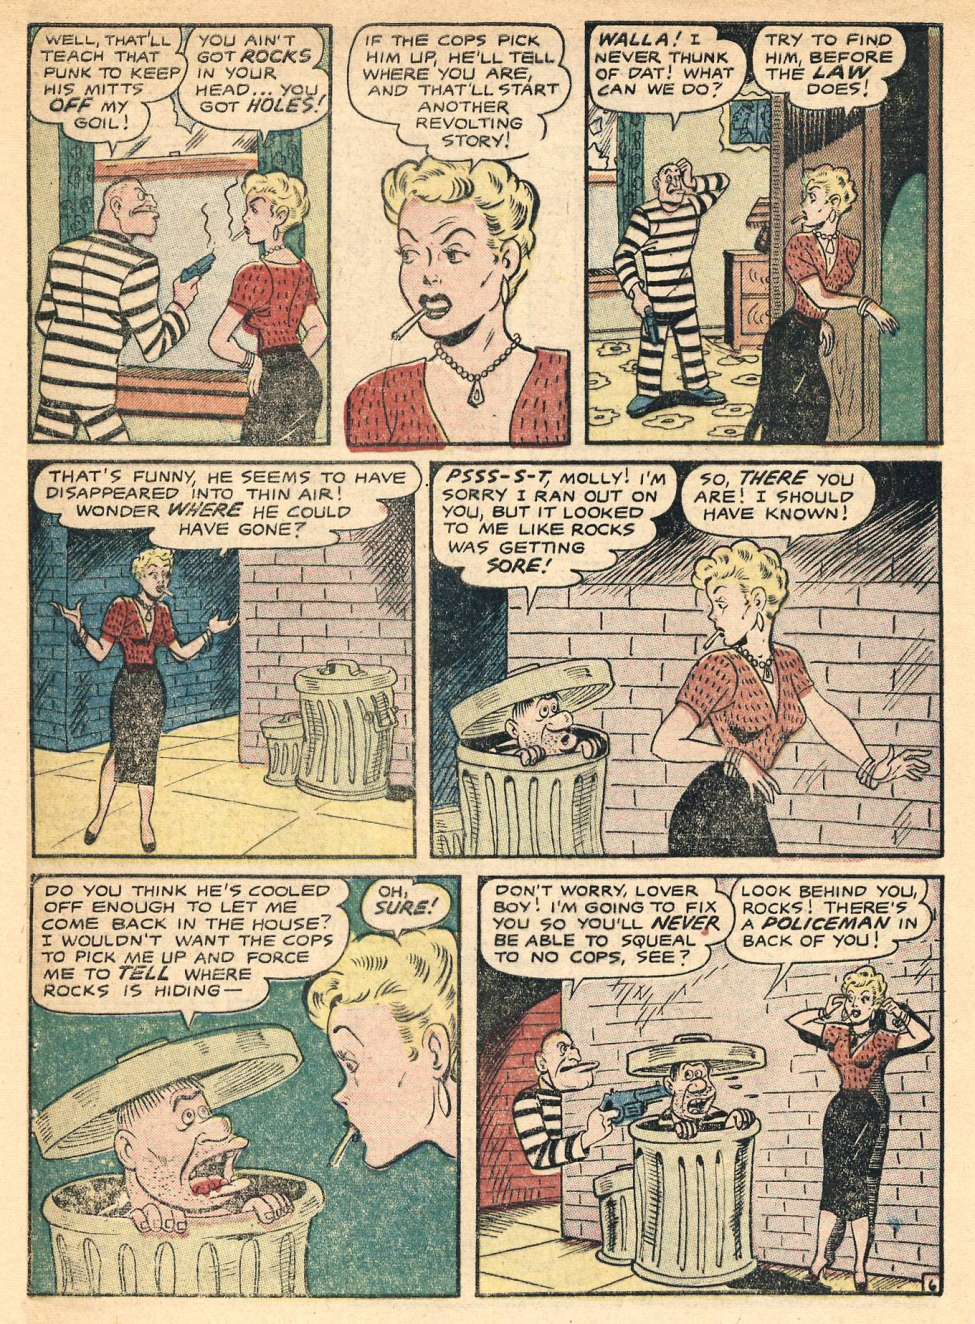 WELL, THAT'LL
TEACH THAT
PUNK TO KEEP
HIS MITTS
OFF MY
GOIL!
YOU AIN'T
GOT ROCKS
IN YOUR
HEAD... YOU
GOT HOLES!
IF THE COPS PICK
HIM UP, HE'LL TELL
WHERE YOU ARE,
AND THAT'LL START
ANOTHER
REVOLTING
STORY!
WALLA! I
NEVER THUNK
OF DAT! WHAT
CAN WE DO?
TRY TO FIND
HIM, BEFORE
THE LAW
DOES!
THAT'S FUNNY, HE SEEMS TO HAVE
DISAPPEARED INTO THIN AIR!
WONDER WHERE HE COULD
HAVE GONE?
PSSS-S-T, MOLLY! I'M
SORRY I RAN OUT ON
YOU, BUT IT LOOKED
TO ME LIKE ROCKS
WAS GETTING
SORE!
SO, THERE YOU
ARE! I SHOULD
HAVE KNOWN!
DO YOU THINK HE'S COOLED
OFF ENOUGH TO LET ME
COME BACK IN THE HOUSE?
I WOULDN'T WANT THE COPS
TO PICK ME UP AND FORCE
ME TO TELL WHERE
ROCKS IS HIDING—
OH,
SURE!
DON'T WORRY, LOVER
BOY! I'M GOING TO FIX
YOU SO YOU'LL NEVER
BE ABLE TO SQUEAL
TO NO COPS, SEE?
LOOK BEHIND YOU,
ROCKS! THERE'S
A POLICEMAN IN
BACK OF YOU!
6